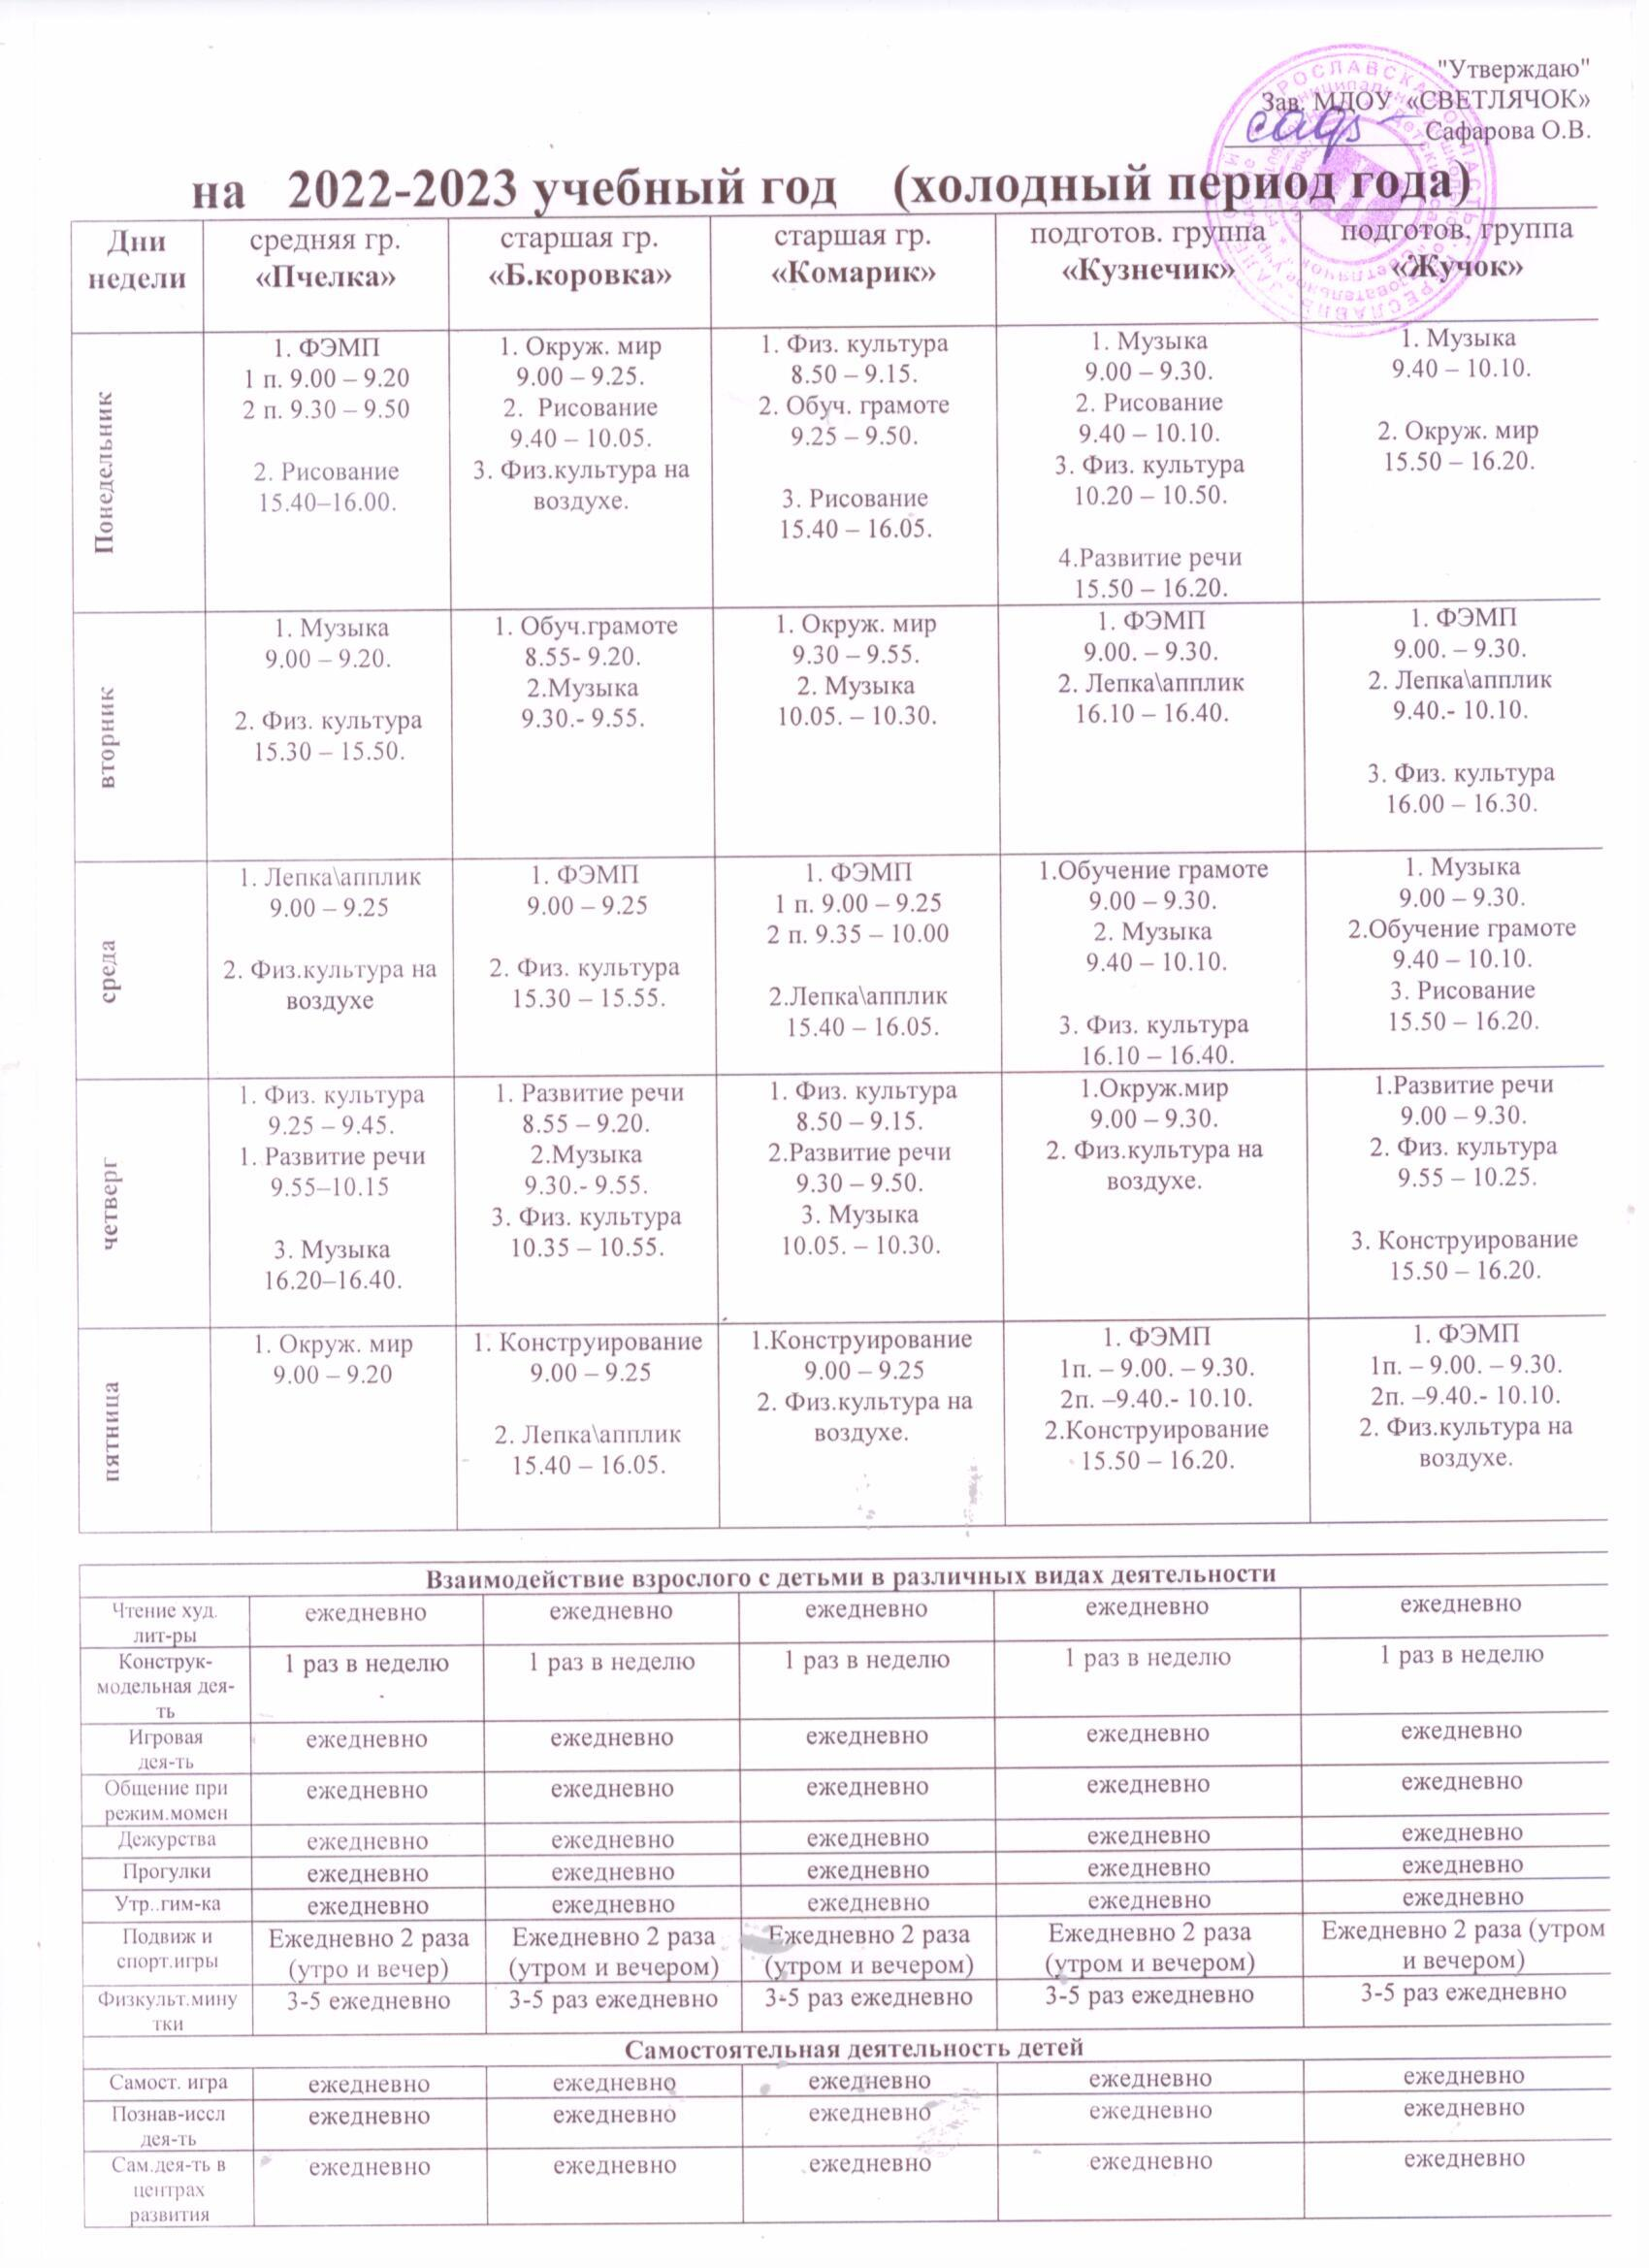 "Утверждаю"
Зав. МДОУ «СВЕТЛЯЧОК»
Сафарова О.В.
на 2022-2023 учебный год (холодный период года)
Дни
недели
средняя гр.
«Пчелка»
старшая гр.
«Б.коровка»
старшая гр.
«Комарик»
подготов. группа
«Кузнечик»
подготов. группа
«Жучок»
Понедельник
1. ФЭМП
1 п. 9.00 – 9.20
2 п. 9.30 – 9.50
2. Рисование
15.40–16.00.
1. Окруж. мир
9.00 – 9.25.
2. Рисование
9.40 – 10.05.
3. Физ.культура на
воздухе.
1. Физ. культура
8.50 – 9.15.
2. Обуч. грамоте
9.25 – 9.50.
3. Рисование
15.40 – 16.05.
1. Музыка
9.00 – 9.30.
2. Рисование
9.40 – 10.10.
3. Физ. культура
10.20 – 10.50.
4.Развитие речи
15.50 – 16.20.
1. Музыка
9.40 – 10.10.
2. Окруж. мир
15.50 – 16.20.
вторник
1. Музыка
9.00 – 9.20.
2. Физ. культура
15.30 – 15.50.
1. Обуч.грамоте
8.55- 9.20.
2.Музыка
9.30.- 9.55.
1. Окруж. мир
9.30 – 9.55.
2. Музыка
10.05. – 10.30.
1. ФЭМП
9.00. – 9.30.
2. Лепка\апплик
16.10 – 16.40.
1. ФЭМП
9.00. – 9.30.
2. Лепка\апплик
9.40.- 10.10.
3. Физ. культура
16.00 – 16.30.
среда
1. Лепка\апплик
9.00 – 9.25
2. Физ.культура на
воздухе
1. ФЭМП
9.00 – 9.25
2. Физ. культура
15.30 – 15.55.
1. ФЭМП
1 п. 9.00 – 9.25
2 п. 9.35 – 10.00
2.Лепка\апплик
15.40 – 16.05.
1.Обучение грамоте
9.00 – 9.30.
2. Музыка
9.40 – 10.10.
3. Физ. культура
16.10 – 16.40.
1. Музыка
9.00 – 9.30.
2.Обучение грамоте
9.40 – 10.10.
3. Рисование
15.50 – 16.20.
четверг
1. Физ. культура
9.25 – 9.45.
1. Развитие речи
9.55–10.15
3. Музыка
16.20–16.40.
1. Развитие речи
8.55 – 9.20.
2.Музыка
9.30.- 9.55.
3. Физ. культура
10.35 – 10.55.
1. Физ. культура
8.50 – 9.15.
2.Развитие речи
9.30 – 9.50.
3. Музыка
10.05. – 10.30.
1.Окруж.мир
9.00 – 9.30.
2. Физ.культура на
воздухе.
1.Развитие речи
9.00 – 9.30.
2. Физ. культура
9.55 – 10.25.
3. Конструирование
15.50 – 16.20.
пятница
1. Окруж. мир
9.00 – 9.20
1. Конструирование
9.00 – 9.25
2. Лепка\апплик
15.40 – 16.05.
1.Конструирование
9.00 – 9.25
2. Физ.культура на
воздухе.
1. ФЭМП
1п. – 9.00. – 9.30.
2п. –9.40.- 10.10.
2.Конструирование
15.50 – 16.20.
1. ФЭМП
1п. – 9.00. – 9.30.
2п. –9.40.- 10.10.
2. Физ.культура на
воздухе.
Взаимодействие взрослого с детьми в различных видах деятельности
Чтение худ.
лит-ры
ежедневно ежедневно ежедневно ежедневно ежедневно
Конструк-
модельная дея-
ть
1 раз в неделю 1 раз в неделю 1 раз в неделю 1 раз в неделю 1 раз в неделю
Игровая
дея-ть
ежедневно ежедневно ежедневно ежедневно ежедневно
Общение при
режим.момен
ежедневно ежедневно ежедневно ежедневно ежедневно
Дежурства ежедневно ежедневно ежедневно ежедневно ежедневно
Прогулки ежедневно ежедневно ежедневно ежедневно ежедневно
Утр..гим-ка ежедневно ежедневно ежедневно ежедневно ежедневно
Подвиж и
спорт.игры
Ежедневно 2 раза
(утро и вечер)
Ежедневно 2 раза
(утром и вечером)
Ежедневно 2 раза
(утром и вечером)
Ежедневно 2 раза
(утром и вечером)
Ежедневно 2 раза (утром
и вечером)
Физкульт.мину
тки
3-5 ежедневно 3-5 раз ежедневно 3-5 раз ежедневно 3-5 раз ежедневно 3-5 раз ежедневно
Самостоятельная деятельность детей
Самост. игра ежедневно ежедневно ежедневно ежедневно ежедневно
Познав-иссл
дея-ть
ежедневно ежедневно ежедневно ежедневно ежедневно
Сам.дея-ть в
центрах
развития
ежедневно ежедневно ежедневно ежедневно ежедневно